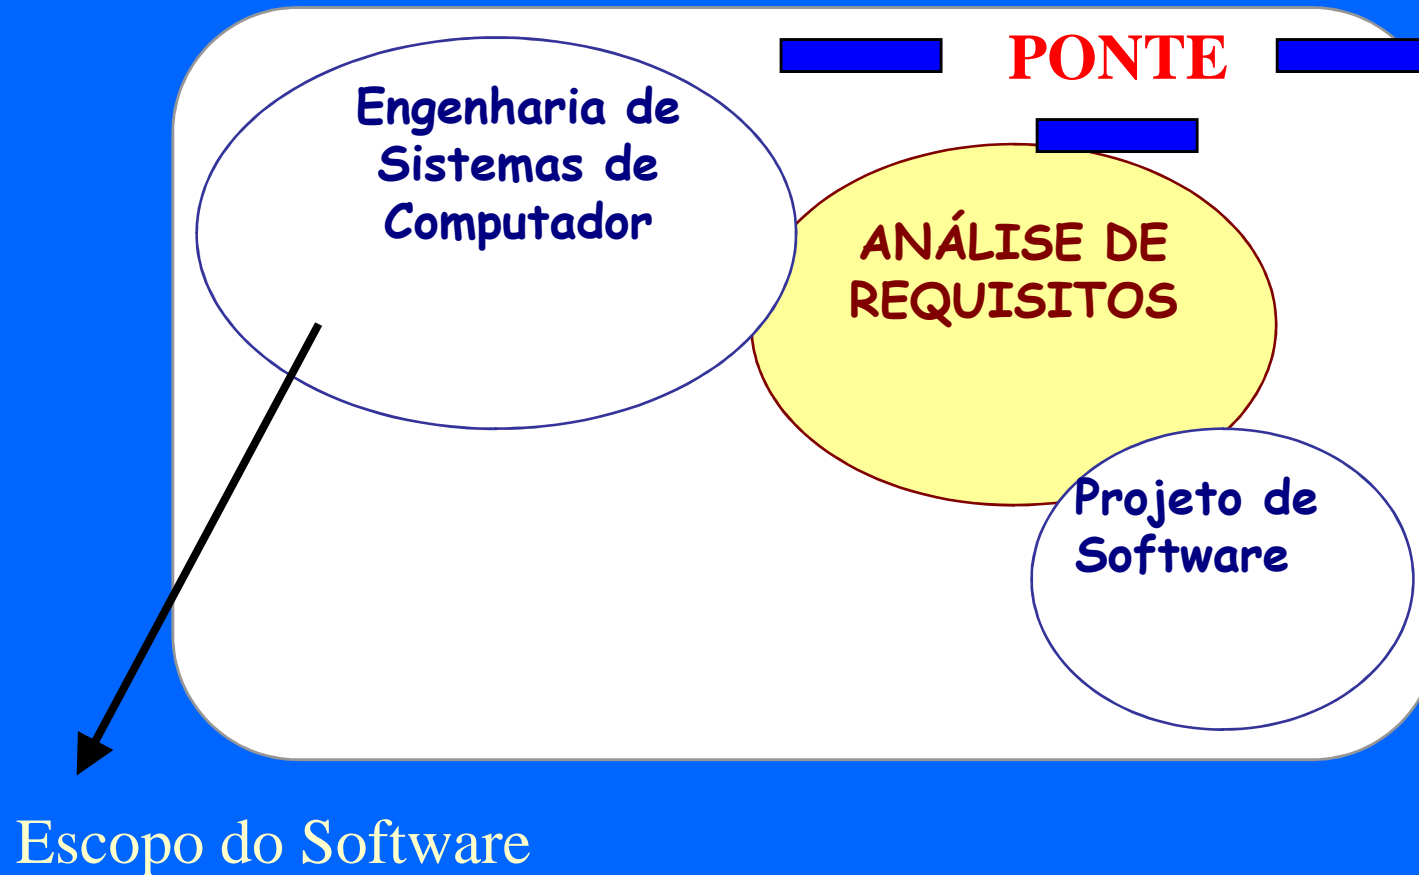 PONTE
Engenharia de
Sistemas de
Computador
ANÁLISE DE
REQUISITOS
Projeto de
Software
Escopo do Software